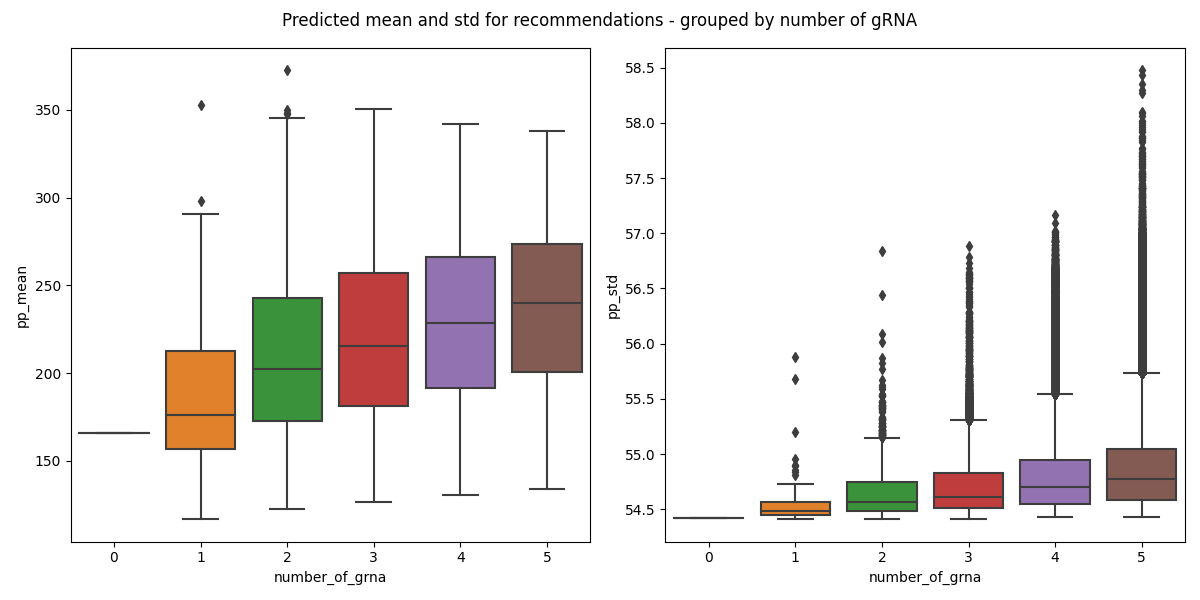 Predicted mean and std for recommendations - grouped by number of gRNA
350
300
250
200
150
pp_mean
0 1 2 3 4 5
number_of_grna
58.5
58.0
57.5
57.0
56.5
56.0
55.5
55.0
54.5
pp_std
0 1 2 3 4 5
number_of_grna